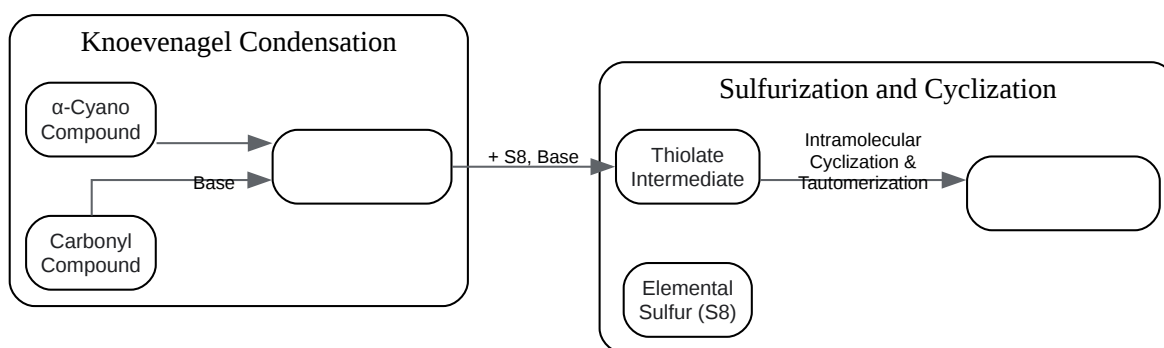 Knoevenagel Condensation
α-Cyano
Compound
Base
Carbonyl
Compound
+ S8, Base
Sulfurization and Cyclization
Thiolate
Intermediate
Intramolecular
Cyclization &
Tautomerization
Elemental
Sulfur (S8)